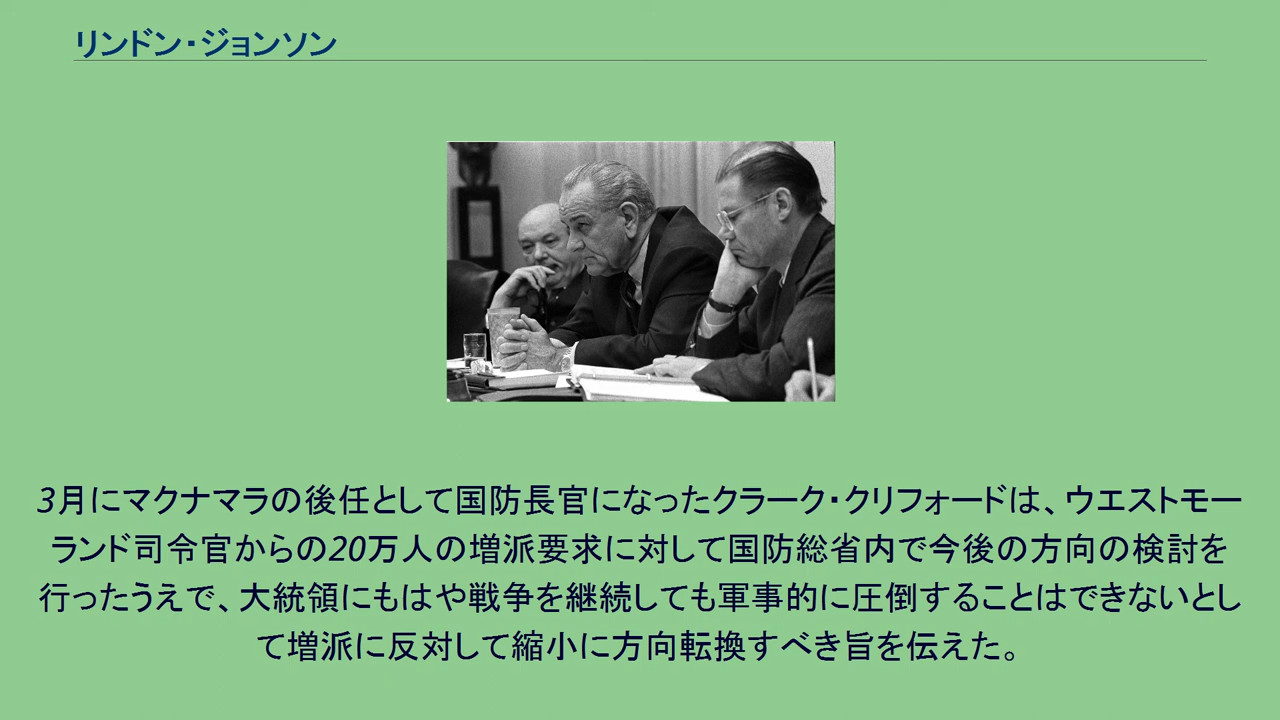 リンドン・ジョンソン
3月にマクナマラの後任として国防長官になったクラーク・クリフォードは、ウエストモー
ランド司令官からの20万人の増派要求に対して国防総省内で今後の方向の検討を
行ったうえで、大統領にもはや戦争を継続しても軍事的に圧倒することはできないとし
て増派に反対して縮小に方向転換すべき旨を伝えた。